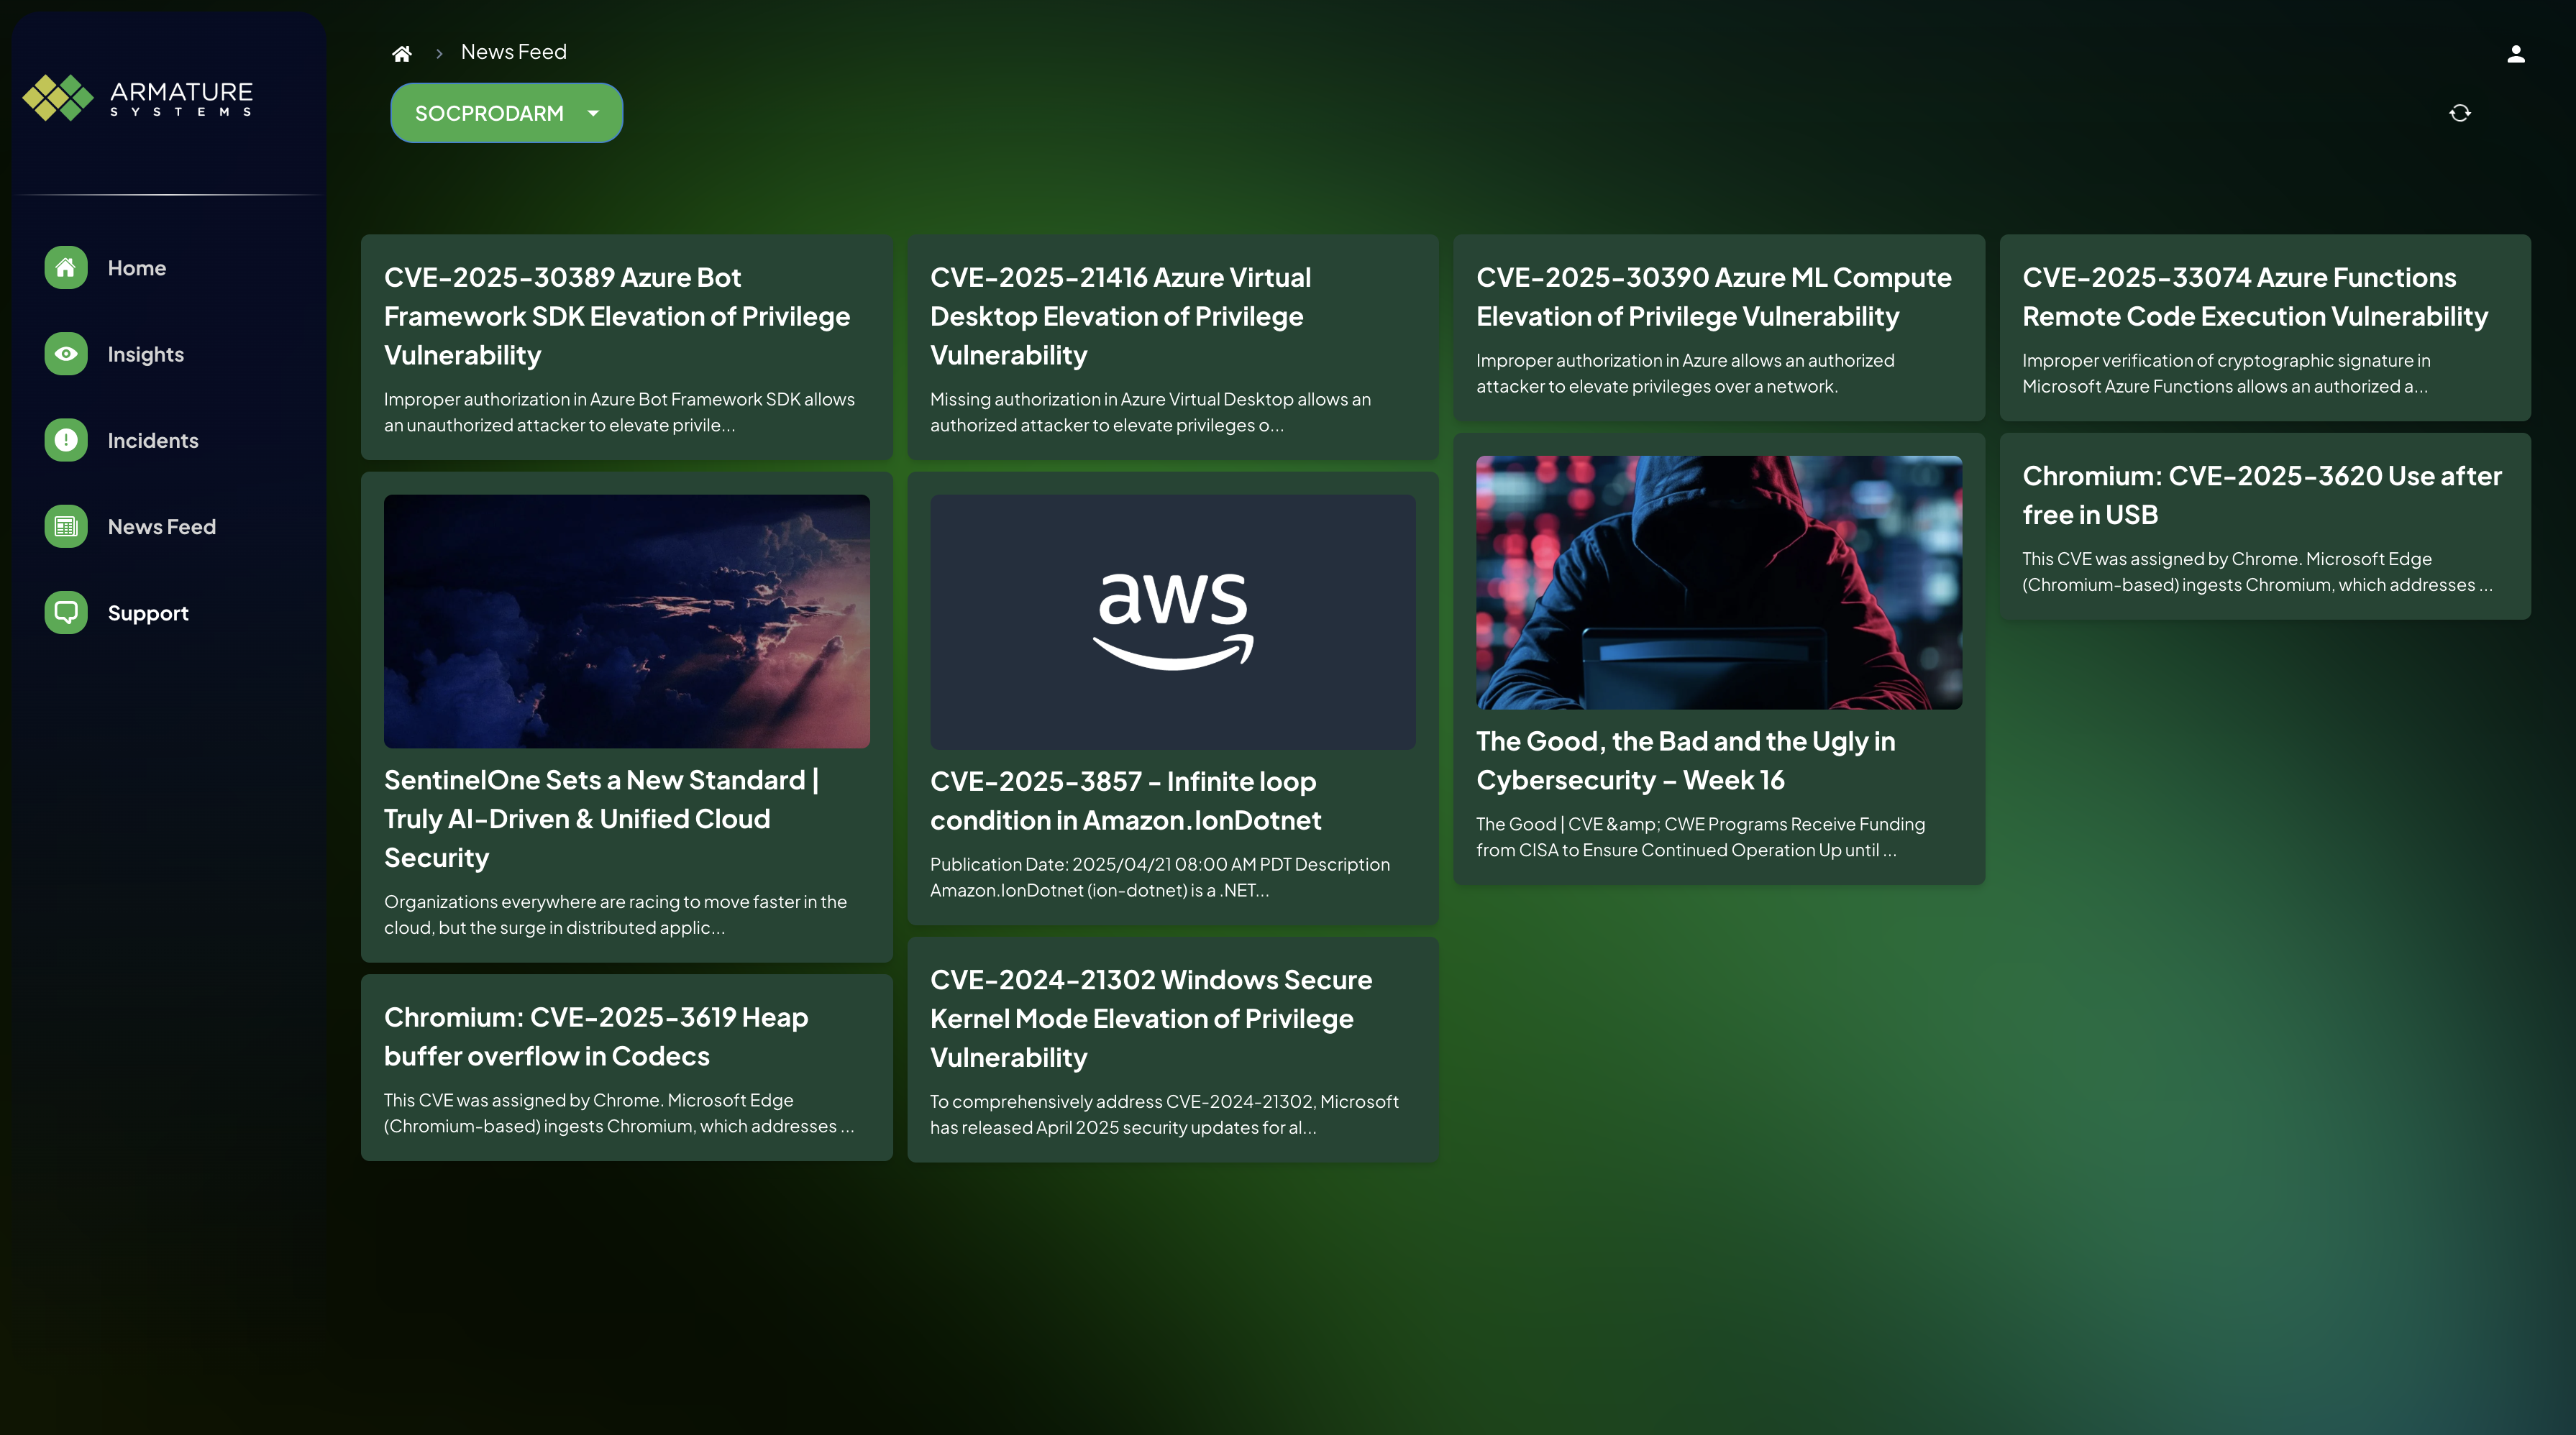 ARMATURE
SYSTEMS
Home
Insights
Incidents
News Feed
Support
News Feed
SOCPRODARM
CVE-2025-30389 Azure Bot
Framework SDK Elevation of Privilege
Vulnerability
Improper authorization in Azure Bot Framework SDK allows
an unauthorized attacker to elevate privile...
SentinelOne Sets a New Standard |
Truly AI-Driven & Unified Cloud
Security
Organizations everywhere are racing to move faster in the
cloud, but the surge in distributed applic...
Chromium: CVE-2025-3619 Heap
buffer overflow in Codecs
This CVE was assigned by Chrome. Microsoft Edge
(Chromium-based) ingests Chromium, which addresses ...
CVE-2025-21416 Azure Virtual
Desktop Elevation of Privilege
Vulnerability
Missing authorization in Azure Virtual Desktop allows an
authorized attacker to elevate privileges o...
aws
CVE-2025-3857 - Infinite loop
condition in Amazon.IonDotnet
Publication Date: 2025/04/21 08:00 AM PDT Description
Amazon.IonDotnet (ion-dotnet) is a .NET...
CVE-2024-21302 Windows Secure
Kernel Mode Elevation of Privilege
Vulnerability
To comprehensively address CVE-2024-21302, Microsoft
has released April 2025 security updates for al...
CVE-2025-30390 Azure ML Compute
Elevation of Privilege Vulnerability
Improper authorization in Azure allows an authorized
attacker to elevate privileges over a network.
The Good, the Bad and the Ugly in
Cybersecurity – Week 16
The Good | CVE &amp; CWE Programs Receive Funding
from CISA to Ensure Continued Operation Up until ...
CVE-2025-33074 Azure Functions
Remote Code Execution Vulnerability
Improper verification of cryptographic signature in
Microsoft Azure Functions allows an authorized a...
Chromium: CVE-2025-3620 Use after
free in USB
This CVE was assigned by Chrome. Microsoft Edge
(Chromium-based) ingests Chromium, which addresses ...